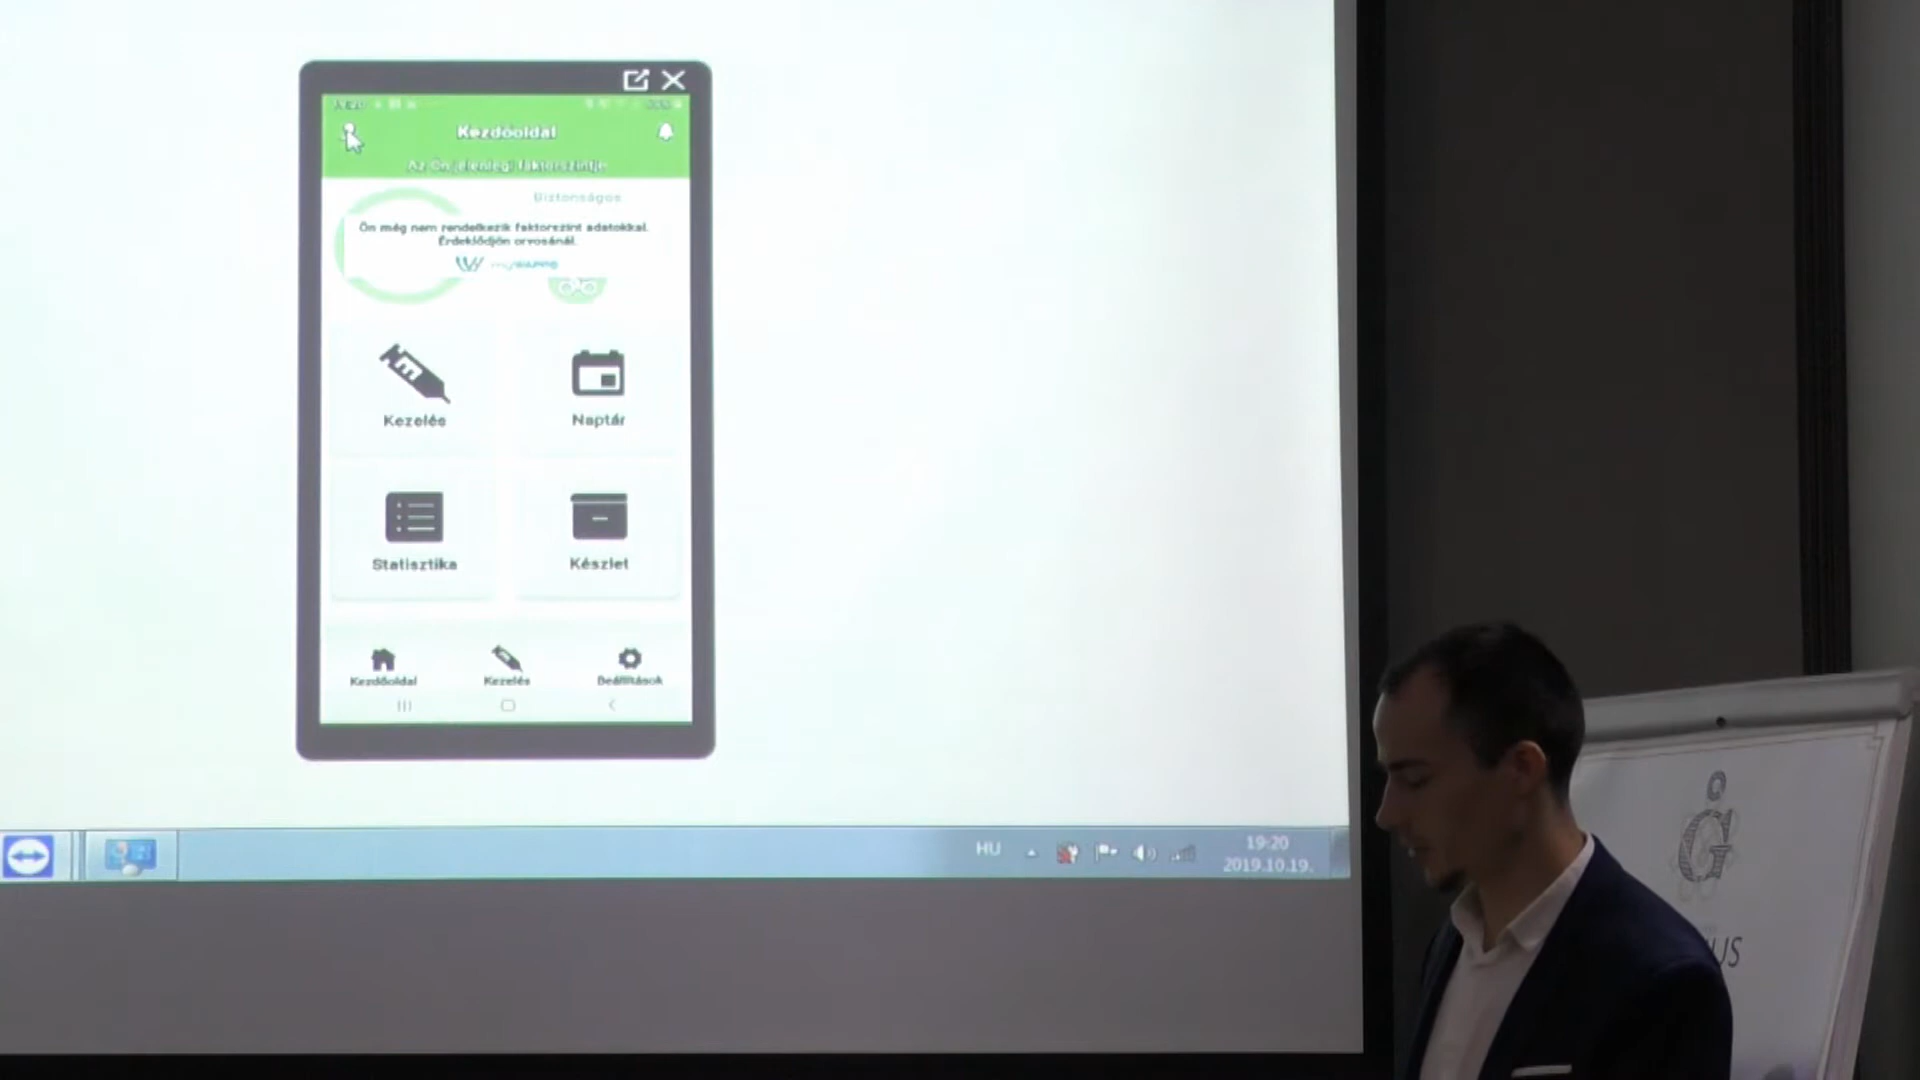 Kezdőoldal
Az Ön jelenlegi faktorszintje
Biztonságos
Ön még nem rendelkezik faktorszint adatokkal.
Érdeklődjön orvosánál.
Kezelés
Naptár
Statisztika
Készlet
Kezdőoldal
Kezelés
Beállítások
HU
19:20
2019.10.19.
US